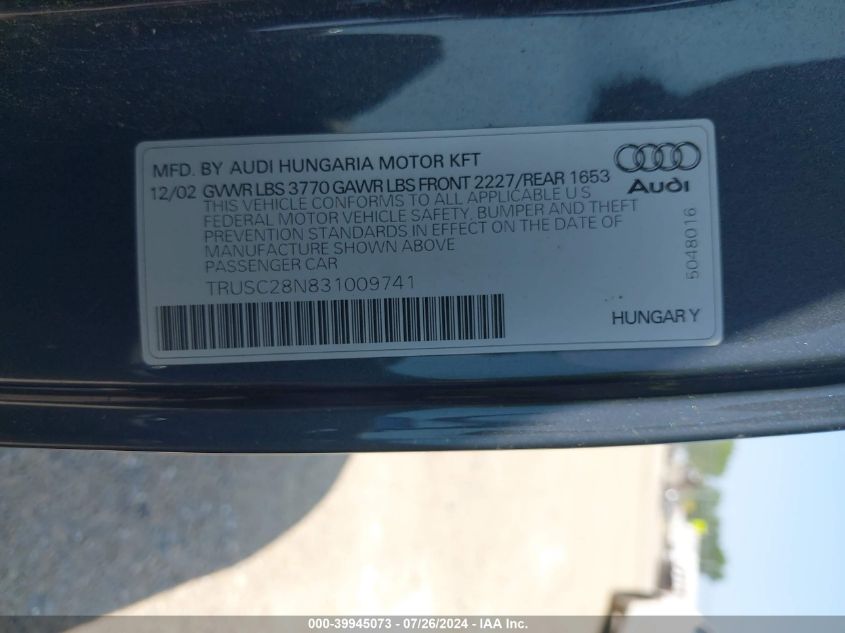 MFD. BY AUDI HUNGARIA MOTOR KFT
12/02 GVWR LBS 3770 GAWR LBS FRONT 2227/REAR 1653
THIS VEHICLE CONFORMS TO ALL APPLICABLE U S
FEDERAL MOTOR VEHICLE SAFETY, BUMPER AND THEFT
PREVENTION STANDARDS IN EFFECT ON THE DATE OF
MANUFACTURE SHOWN ABOVE
PASSENGER CAR
TRUSC28N831009741
Audi
5048016
HUNGARY
000-39945073 - 07/26/2024 - IAA Inc.